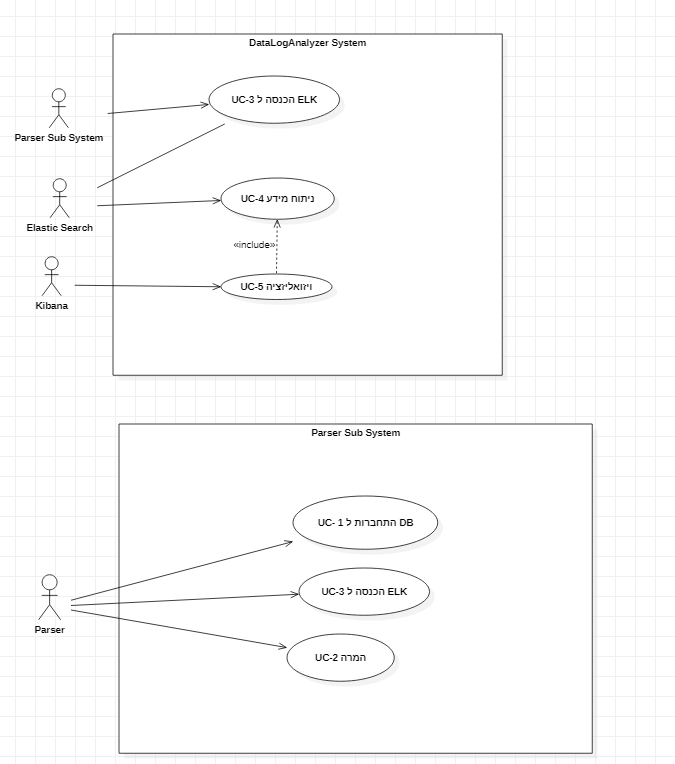 DataLogAnalyzer System
UC-3 הכנסה ל ELK
Parser Sub System
UC-4 ניתוח מידע
Elastic Search
«include»
UC-5 ויזואליזציה
Kibana
Parser Sub System
UC- 1 התחברות ל DB
UC-3 הכנסה ל ELK
Parser
UC-2 המרה